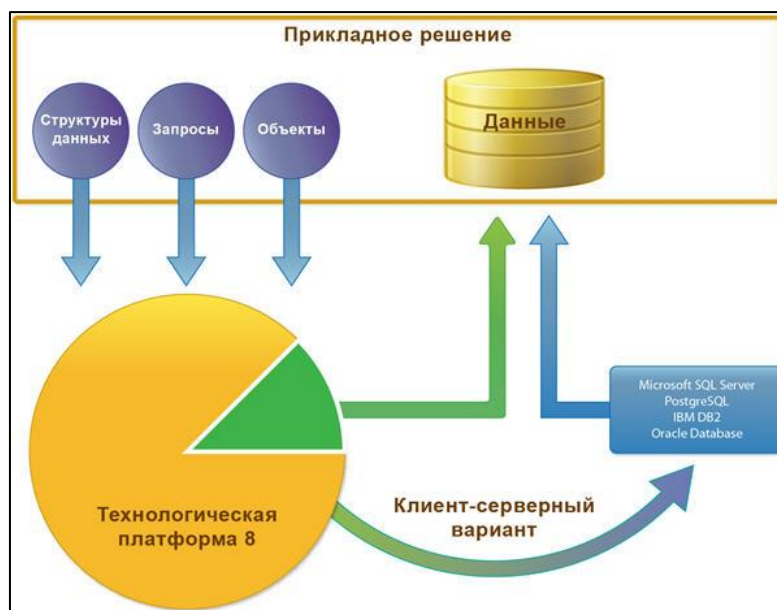 Прикладное решение
Структуры
данных
Запросы
Объекты
Данные
Microsoft SQL Server
PostgreSQL
IBM DB2
Oracle Database
Клиент-серверный
вариант
Технологическая
платформа 8